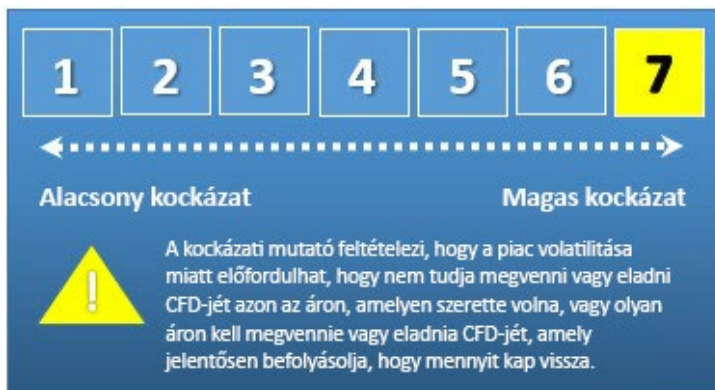 1 2 3 4 5 6 7
Alacsony kockázat Magas kockázat
A kockázati mutató feltételezi, hogy a piac volatilitása
miatt előfordulhat, hogy nem tudja megvenni vagy eladni
CFD-jét azon az áron, amelyen szerette volna, vagy olyan
áron kell megvennie vagy eladnia CFD-jét, amely
jelentősen befolyásolja, hogy mennyit kap vissza.
!